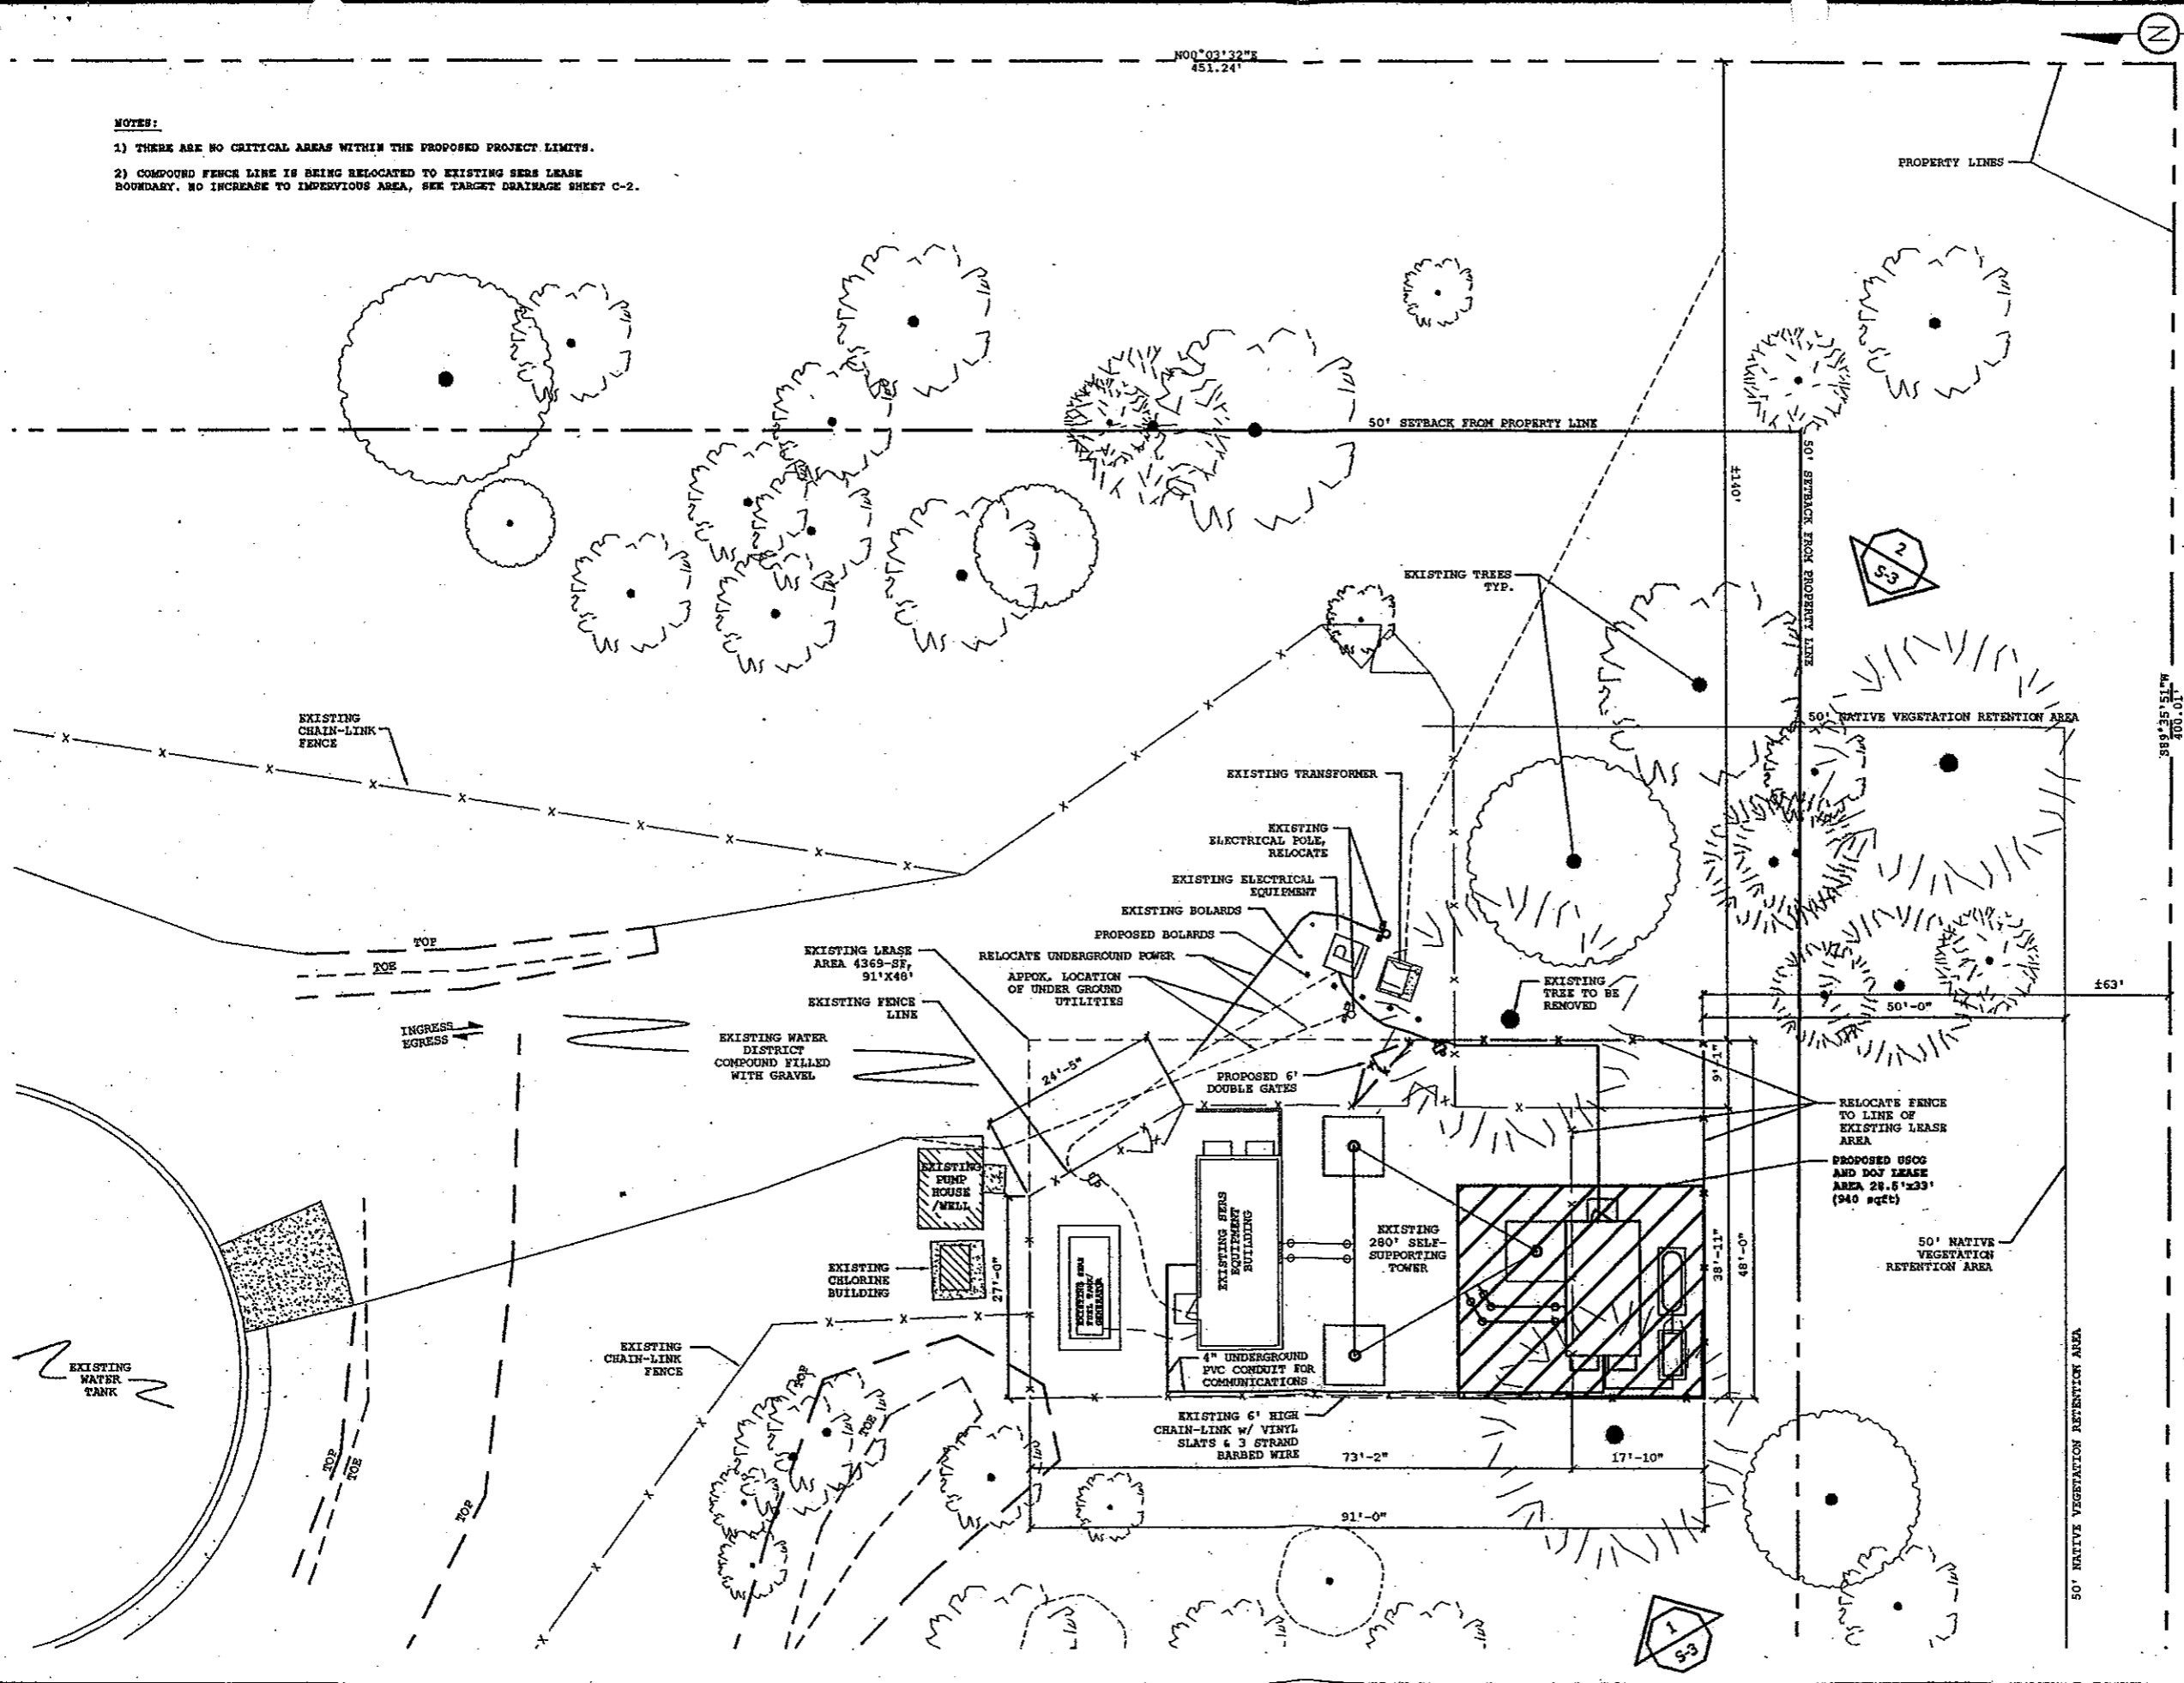 Z
N00°03'32"E
451.24'
NOTES:
1) THERE ARE NO CRITICAL AREAS WITHIN THE PROPOSED PROJECT LIMITS.
2) COMPOUND FENCE LINE IS BEING RELOCATED TO EXISTING SERS LEASE
BOUNDARY. NO INCREASE TO IMPERVIOUS AREA, SEE TARGET DRAINAGE SHEET C-2.
PROPERTY LINES
50' SETBACK FROM PROPERTY LINE
±140'
50' SETBACK FROM PROPERTY LINE
2
S-3
EXISTING TREES
TYP.
S89°35'51"W
400.01'
50' NATIVE VEGETATION RETENTION AREA
EXISTING
CHAIN-LINK
FENCE
EXISTING TRANSFORMER
EXISTING
ELECTRICAL POLE,
RELOCATE
EXISTING ELECTRICAL
EQUIPMENT
EXISTING BOLARDS
PROPOSED BOLARDS
RELOCATE UNDERGROUND POWER
APPOX. LOCATION
OF UNDER GROUND
UTILITIES
EXISTING LEASE
AREA 4369-SF,
91'X48'
EXISTING FENCE
LINE
P
TOP
TOE
INGRESS
EGRESS
EXISTING WATER
DISTRICT
COMPOUND FILLED
WITH GRAVEL
EXISTING
TREE TO BE
REMOVED
±63'
50'-0"
24'-5"
PROPOSED 6'
DOUBLE GATES
9'-1"
RELOCATE FENCE
TO LINE OF
EXISTING LEASE
AREA
PROPOSED USCG
AND DOJ LEASE
AREA 28.5'x33'
(940 sqft)
EXISTING
PUMP
HOUSE
/WELL
EXISTING
CHLORINE
BUILDING
27'-0"
EXISTING SERS
FUEL TANK/
GENERATOR
EXISTING SERS
EQUIPMENT
BUILDING
EXISTING
280' SELF-
SUPPORTING
TOWER
38'-11"
48'-0"
50' NATIVE
VEGETATION
RETENTION AREA
EXISTING
WATER
TANK
EXISTING
CHAIN-LINK
FENCE
4" UNDERGROUND
PVC CONDUIT FOR
COMMUNICATIONS
EXISTING 6' HIGH
CHAIN-LINK w/ VINYL
SLATS & 3 STRAND
BARBED WIRE
73'-2"
17'-10"
91'-0"
TOP
TOE
TOP
TOP
TOE
50' NATIVE VEGETATION RETENTION AREA
1
S-3